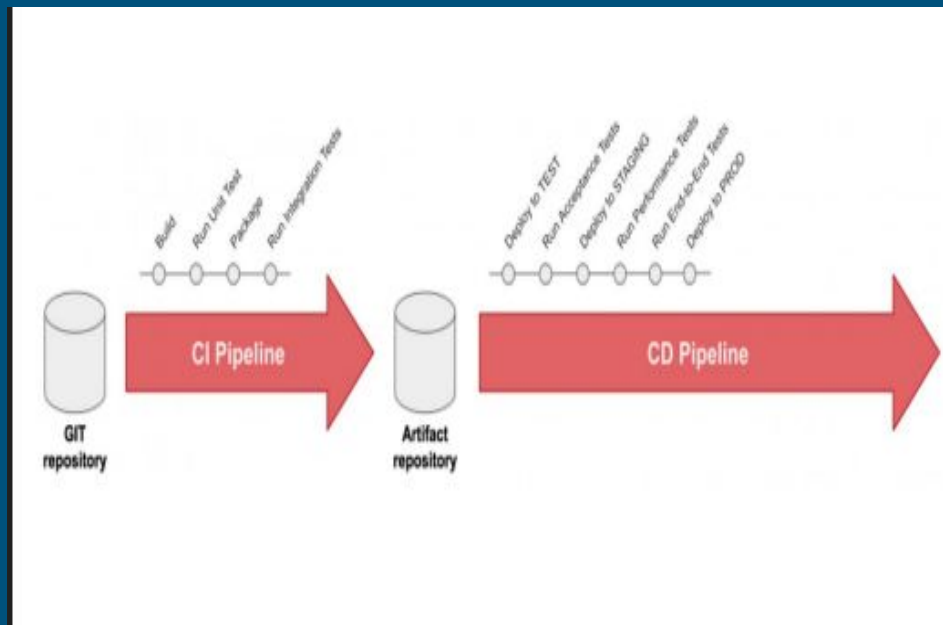 Build
Run Unit Test
Package
Run Integration Tests
Deploy to TEST
Run Acceptance Tests
Deploy to STAGING
Run Performance Tests
Run End-to-End Tests
Deploy to PROD
CI Pipeline
CD Pipeline
GIT
repository
Artifact
repository